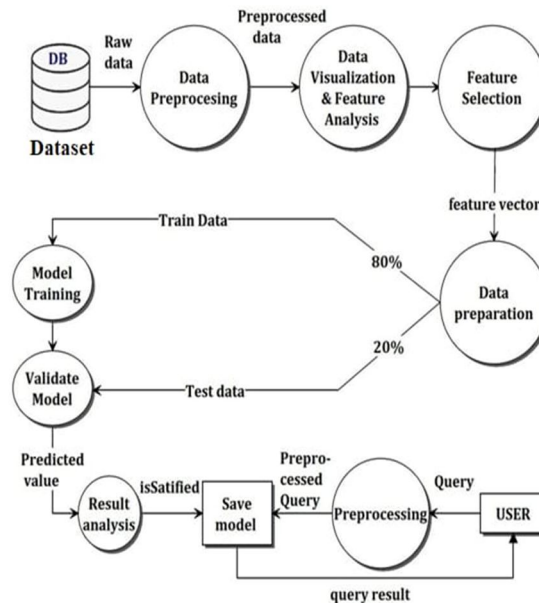 DB
Dataset
Raw
data
Data
Preprocesing
Preprocessed
data
Data
Visualization
& Feature
Analysis
Feature
Selection
feature vector
Data
preparation
80%
Train Data
20%
Test data
Model
Training
Validate
Model
Predicted
value
Result
analysis
isSatified
Save
model
Prepro-
cessed
Query
Preprocessing
Query
USER
query result